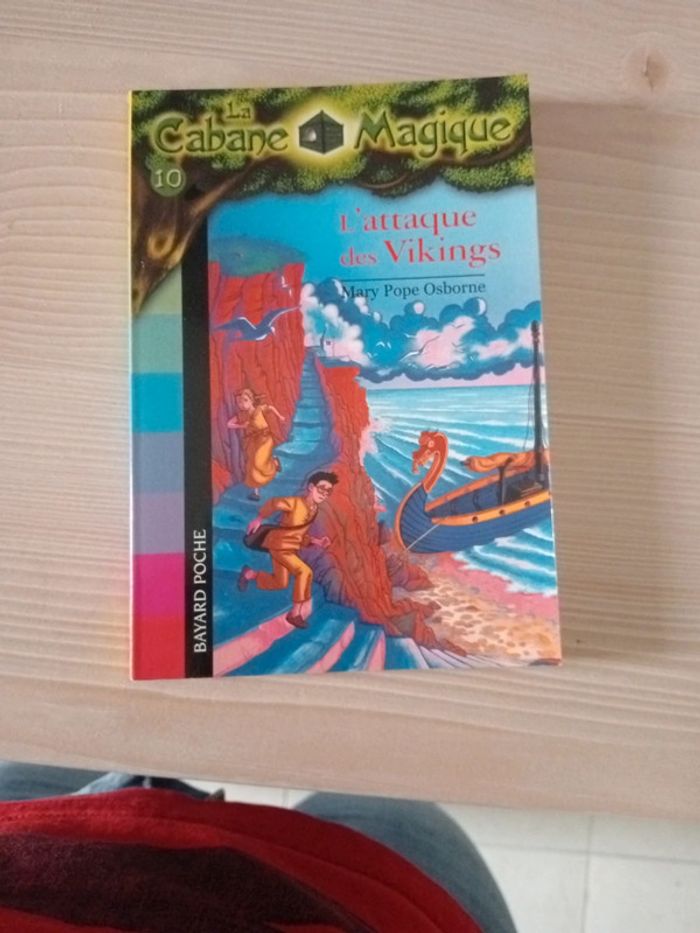 La
Cabane Magique
10
L'attaque
des Vikings
Mary Pope Osborne
BAYARD POCHE